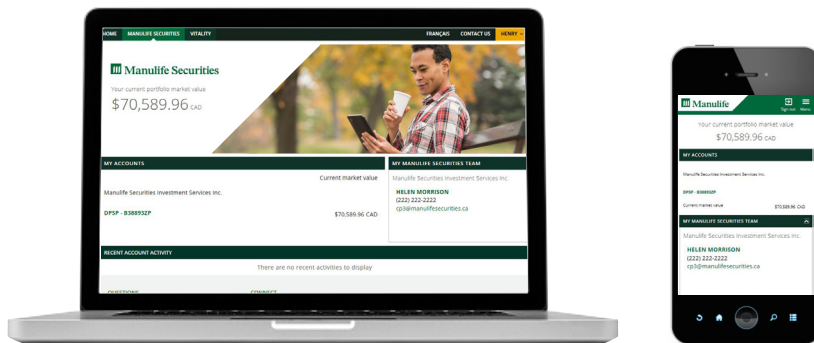 HOME MANULIFE SECURITIES VITALITY FRANÇAIS CONTACT US HENRY
Manulife Securities
Your current portfolio market value
$70,589.96 CAD
MY ACCOUNTS
Current market value
Manulife Securities Investment Services Inc.
DPSP - B38893ZP $70,589.96 CAD
MY MANULIFE SECURITIES TEAM
Manulife Securities Investment Services Inc.
HELEN MORRISON
(222) 222-2222
cp3@manulifesecurities.ca
RECENT ACCOUNT ACTIVITY
There are no recent activities to display
QUESTIONS CONNECT
Manulife
Sign out Menu
Your current portfolio market value
$70,589.96 CAD
MY ACCOUNTS
Manulife Securities Investment Services Inc.
DPSP - B38893ZP
Current market value $70,589.96 CAD
MY MANULIFE SECURITIES TEAM
Manulife Securities Investment Services Inc.
HELEN MORRISON
(222) 222-2222
cp3@manulifesecurities.ca